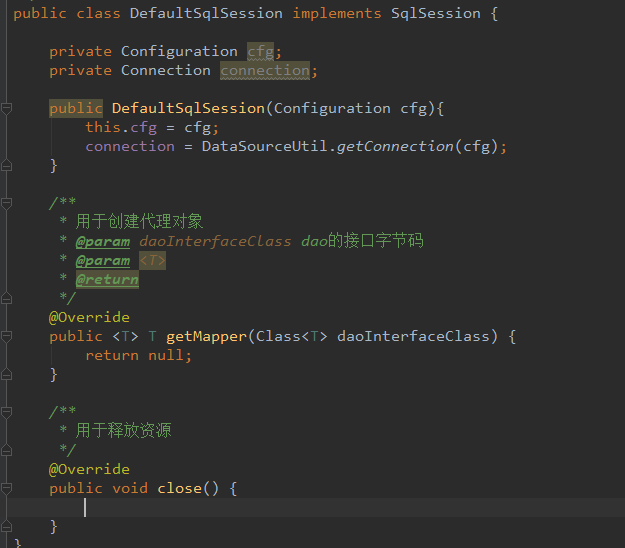 public class DefaultSqlSession implements SqlSession {
private Configuration cfg;
private Connection connection;
public DefaultSqlSession(Configuration cfg){
this.cfg = cfg;
connection = DataSourceUtil.getConnection(cfg);
}
/**
* 用于创建代理对象
* @param daoInterfaceClass dao的接口字节码
* @param <T>
* @return
*/
@Override
public <T> T getMapper(Class<T> daoInterfaceClass) {
return null;
}
/**
* 用于释放资源
*/
@Override
public void close() {
}
}